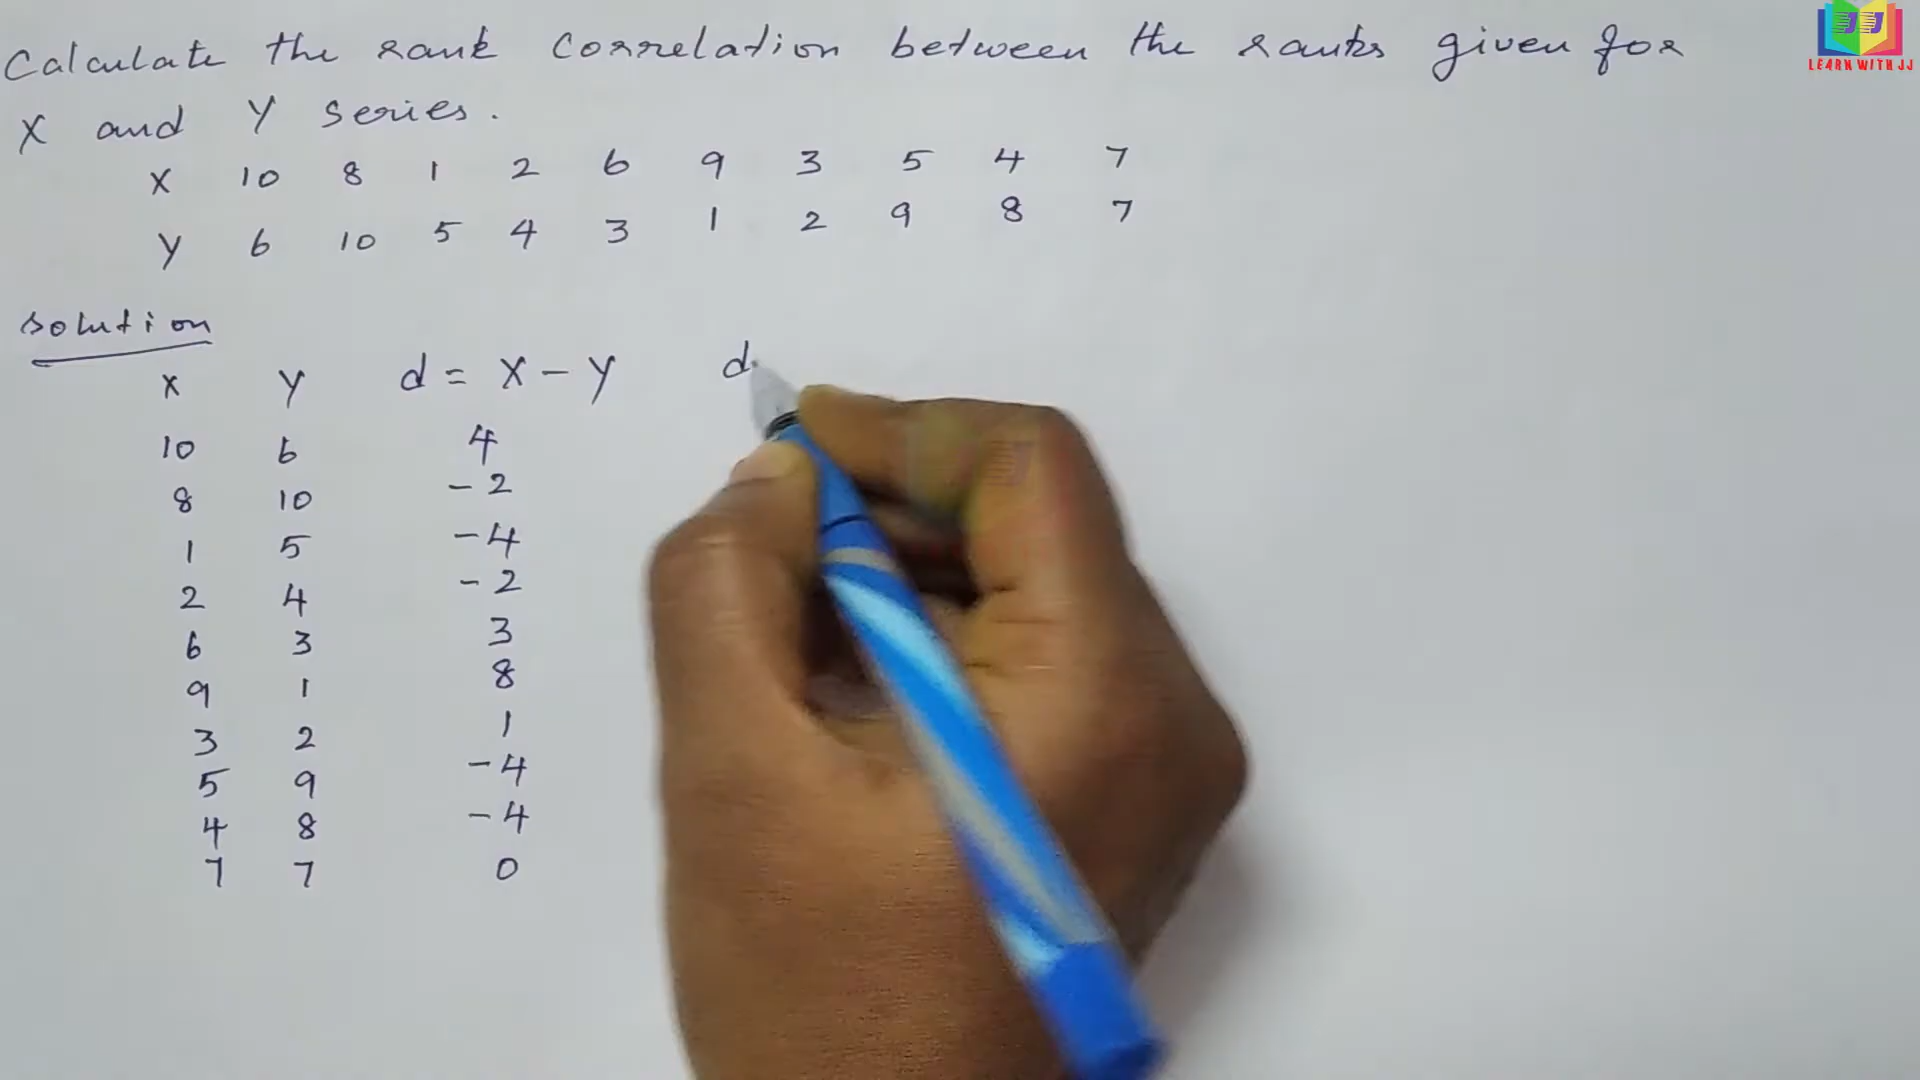 Calculate the rank correlation between the ranks given for
X and Y series.
X 10 8 1 2 6 9 3 5 4 7
Y 6 10 5 4 3 1 2 9 8 7
Solution
X Y d = X - Y d
10 6 4
8 10 -2
1 5 -4
2 4 -2
6 3 3
9 1 8
3 2 1
5 9 -4
4 8 -4
7 7 0
JJ
LEARN WITH JJ